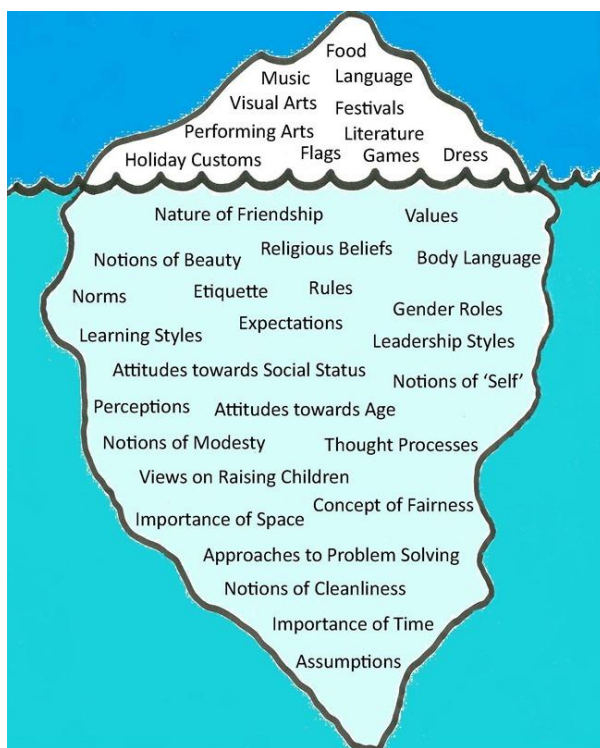 Food
Music Language
Visual Arts Festivals
Performing Arts Literature
Holiday Customs Flags Games Dress
Nature of Friendship Values
Notions of Beauty Religious Beliefs Body Language
Norms Etiquette Rules Gender Roles
Learning Styles Expectations Leadership Styles
Attitudes towards Social Status Notions of ‘Self’
Perceptions Attitudes towards Age
Notions of Modesty Thought Processes
Views on Raising Children
Importance of Space Concept of Fairness
Approaches to Problem Solving
Notions of Cleanliness
Importance of Time
Assumptions